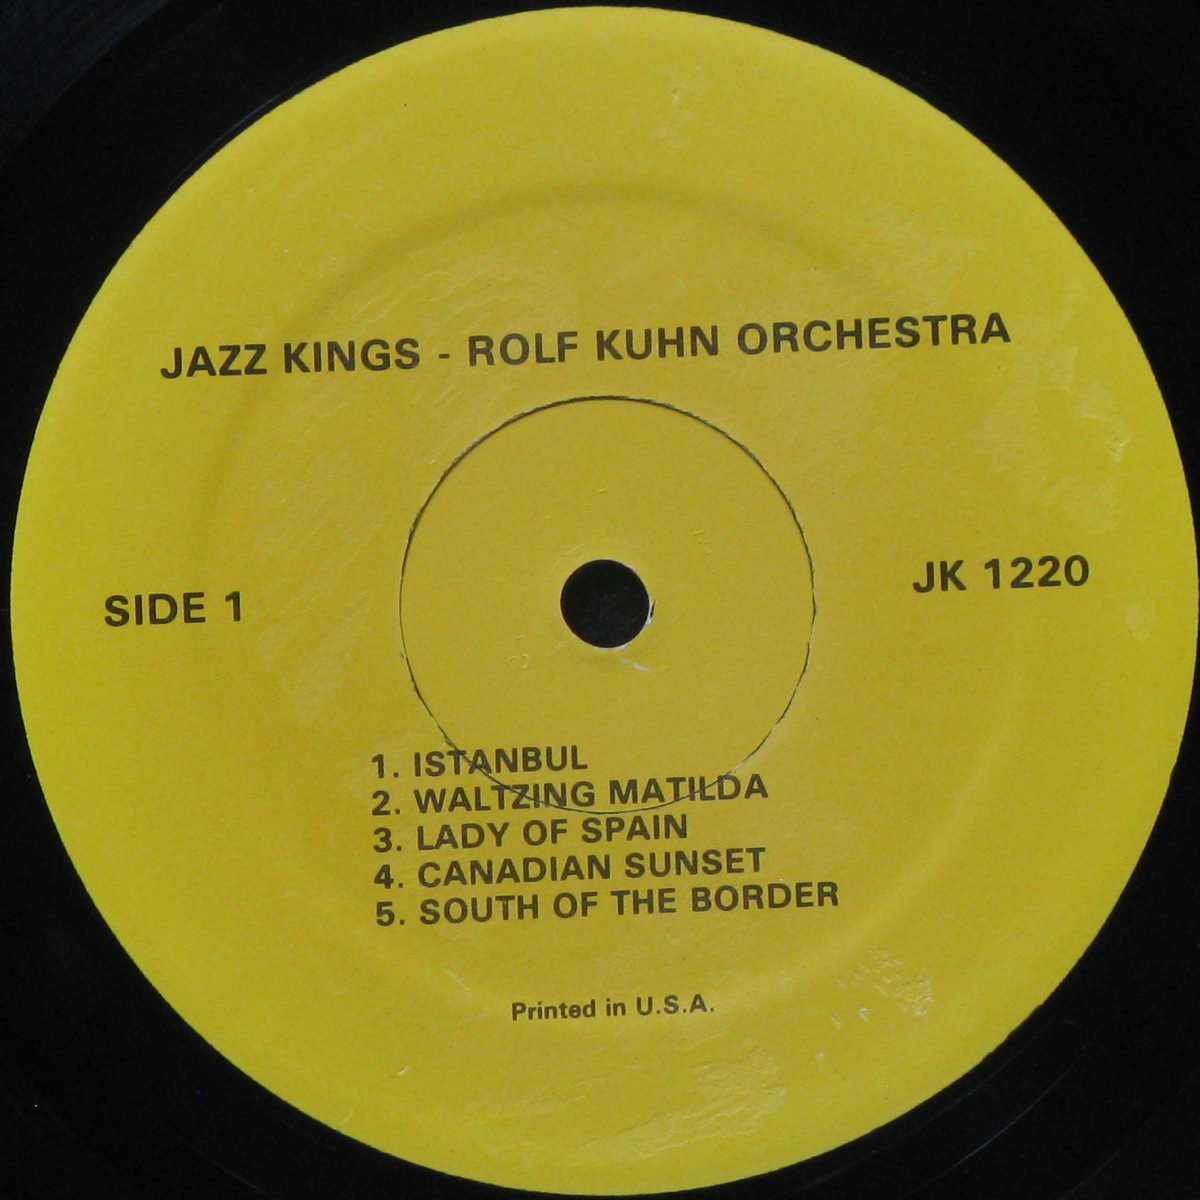 JAZZ KINGS - ROLF KUHN ORCHESTRA
SIDE 1
JK 1220
1. ISTANBUL
2. WALTZING MATILDA
3. LADY OF SPAIN
4. CANADIAN SUNSET
5. SOUTH OF THE BORDER
Printed in U.S.A.